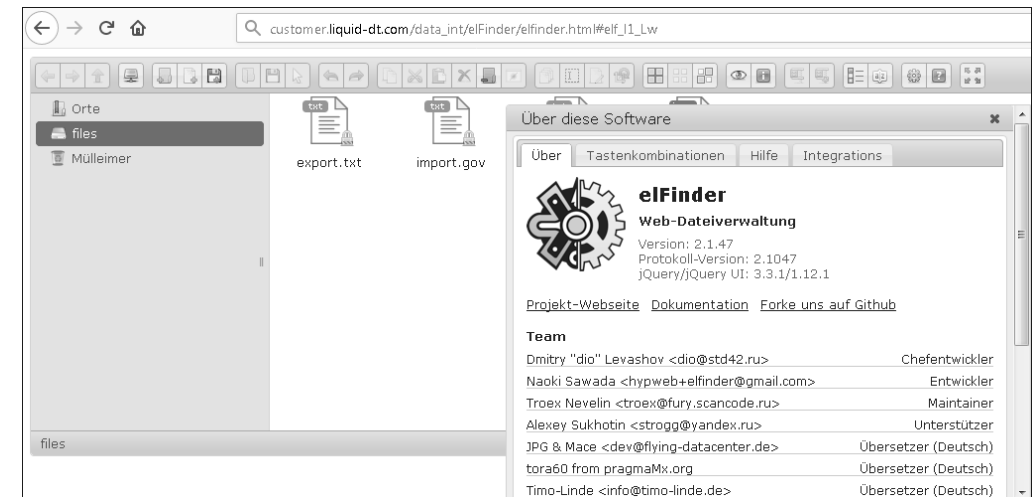 customer.liquid-dt.com/data_int/elFinder/elfinder.html#elf_l1_Lw
Orte
files
Mülleimer
txt
export.txt
txt
import.gov
files
Über diese Software
Über Tastenkombinationen Hilfe Integrations
elFinder
Web-Dateiverwaltung
Version: 2.1.47
Protokoll-Version: 2.1047
jQuery/jQuery UI: 3.3.1/1.12.1
Projekt-Webseite Dokumentation Forke uns auf Github
Team
Dmitry "dio" Levashov <dio@std42.ru> Chefentwickler
Naoki Sawada <hypweb+elfinder@gmail.com> Entwickler
Troex Nevelin <troex@fury.scancode.ru> Maintainer
Alexey Sukhotin <strogg@yandex.ru> Unterstützer
JPG & Mace <dev@flying-datacenter.de> Übersetzer (Deutsch)
tora60 from pragmaMx.org Übersetzer (Deutsch)
Timo-Linde <info@timo-linde.de> Übersetzer (Deutsch)